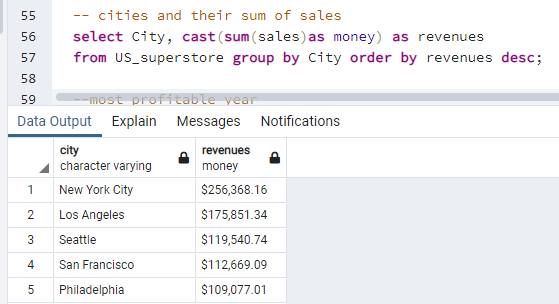 55 -- cities and their sum of sales
56 select City, cast(sum(sales)as money) as revenues
57 from US_superstore group by City order by revenues desc;
58
59 --most profitable year
Data Output Explain Messages Notifications
city revenues
character varying money
1 New York City $256,368.16
2 Los Angeles $175,851.34
3 Seattle $119,540.74
4 San Francisco $112,669.09
5 Philadelphia $109,077.01